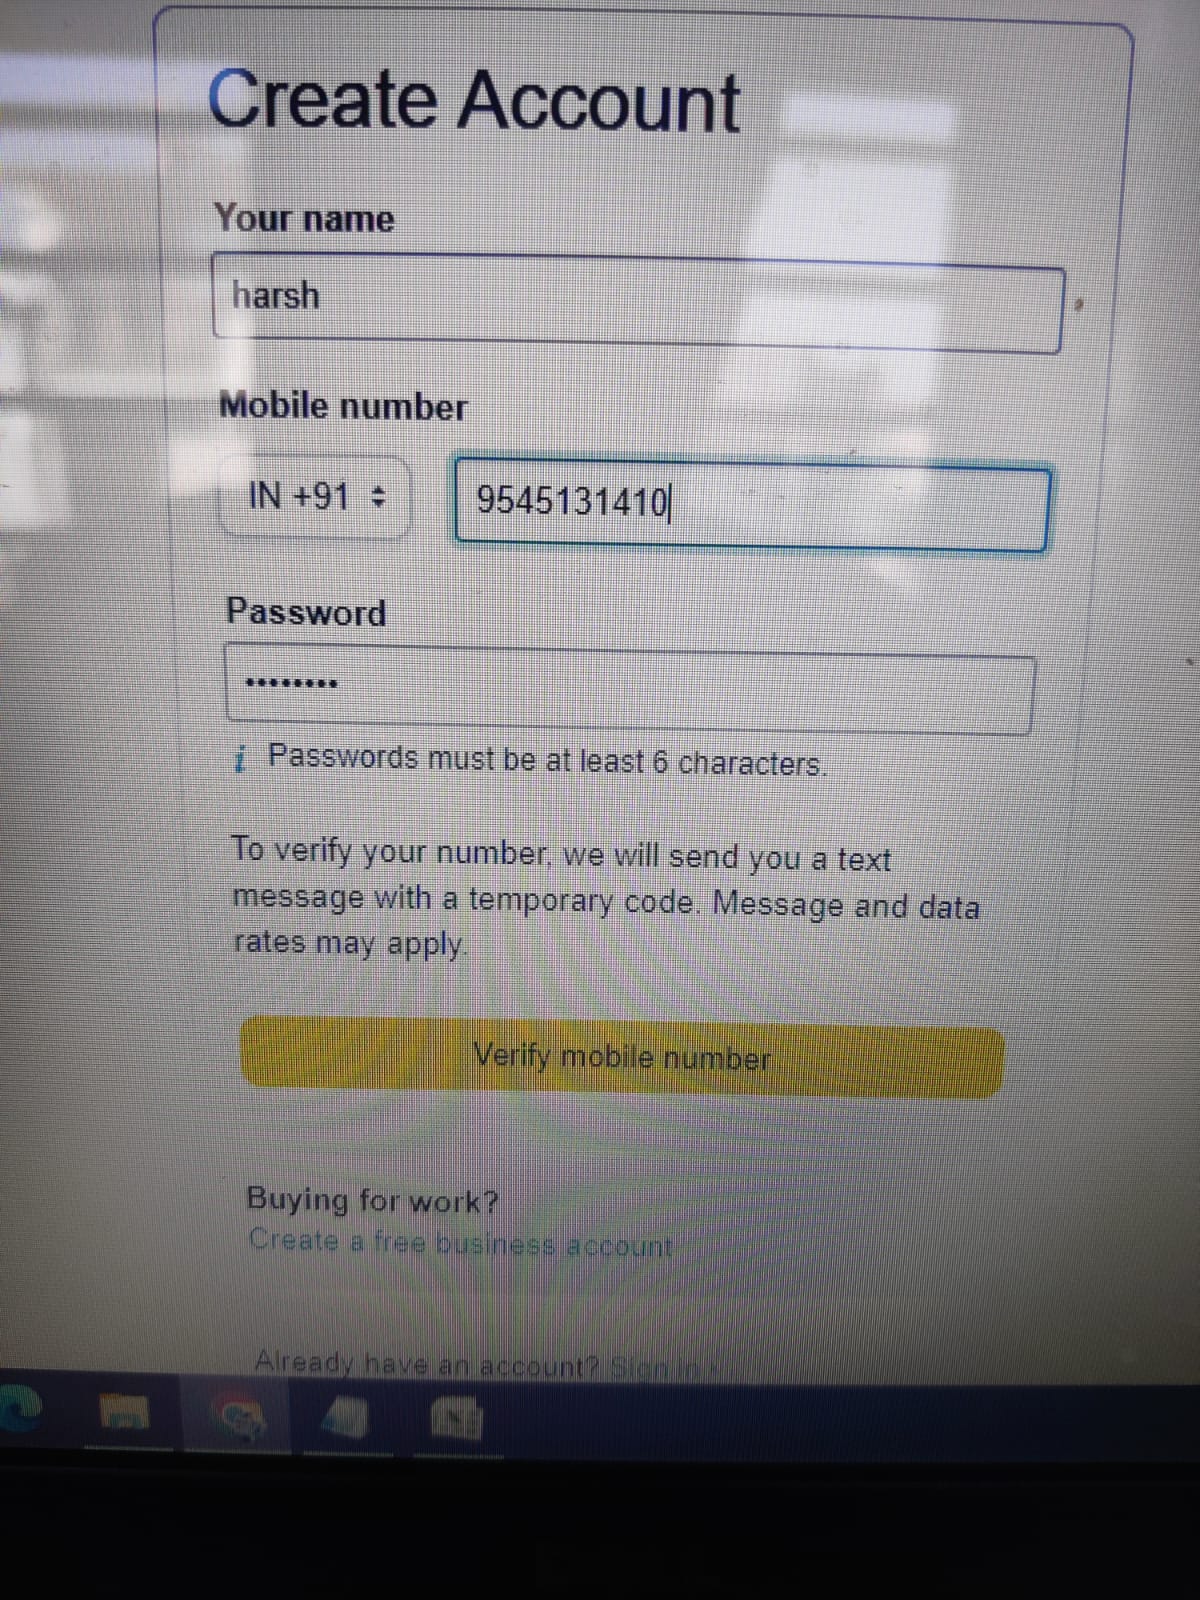 Create Account
Your name
harsh
Mobile number
IN +91
9545131410
Password
••••••••
i Passwords must be at least 6 characters.
To verify your number, we will send you a text
message with a temporary code. Message and data
rates may apply.
Verify mobile number
Buying for work?
Create a free business account
Already have an account? Sign in